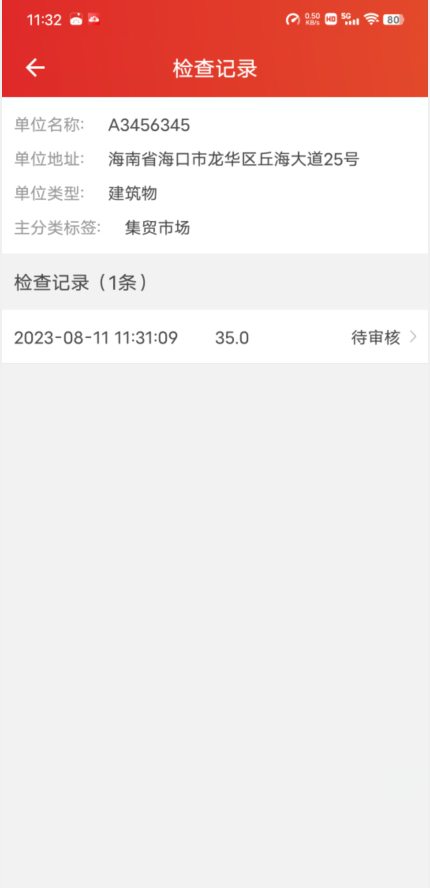 11:32 0.50 KB/s HD 5G 80
检查记录
单位名称: A3456345
单位地址: 海南省海口市龙华区丘海大道25号
单位类型: 建筑物
主分类标签: 集贸市场
检查记录（1条）
2023-08-11 11:31:09 35.0 待审核